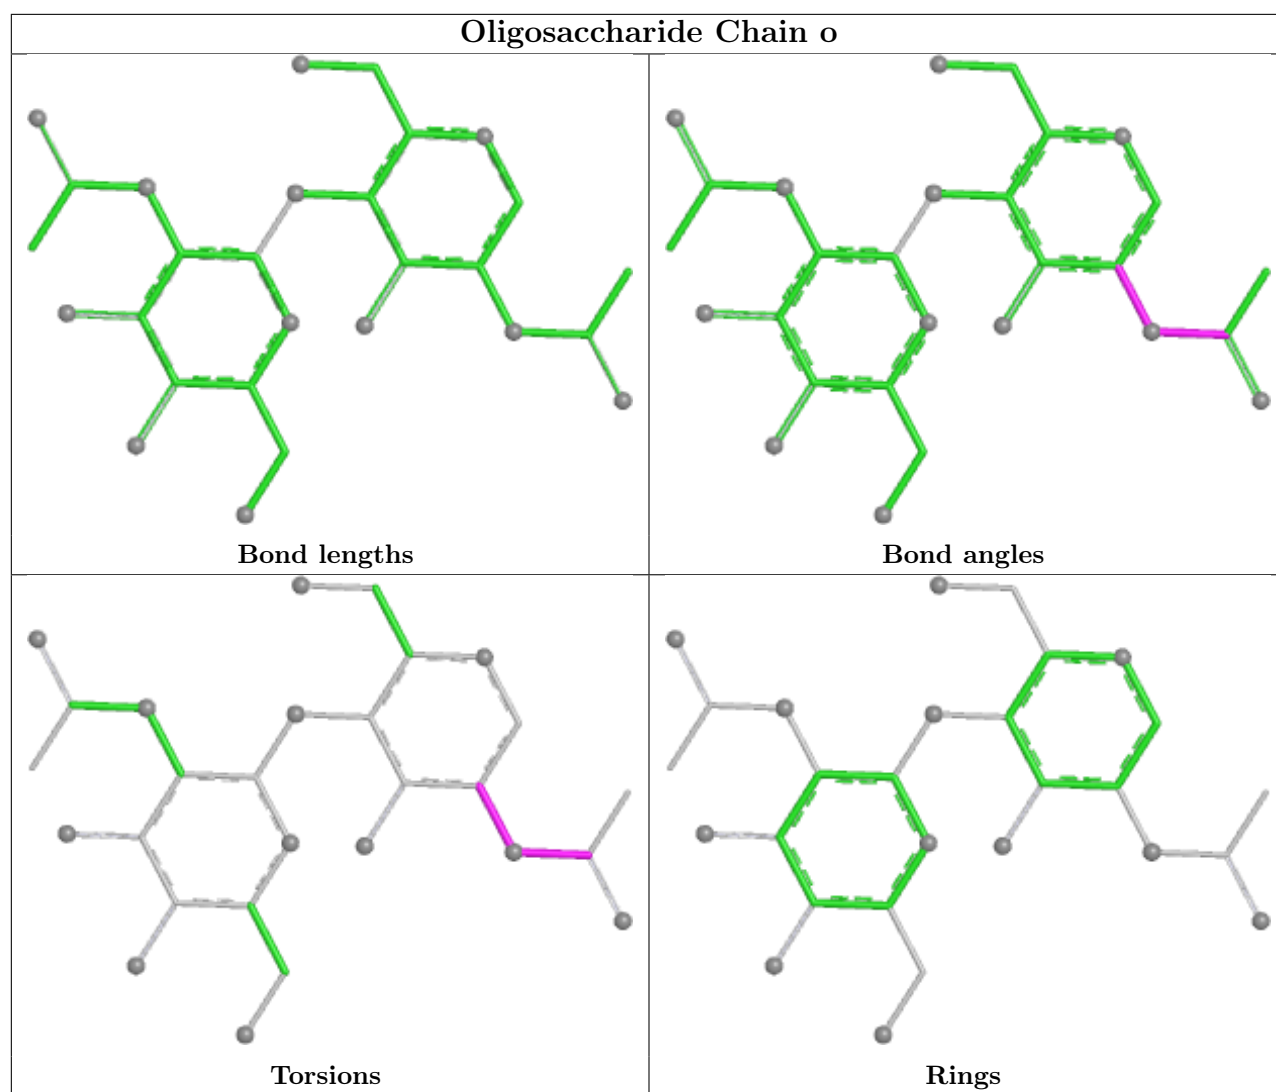 Oligosaccharide Chain o
Bond lengths
Bond angles
Torsions
Rings